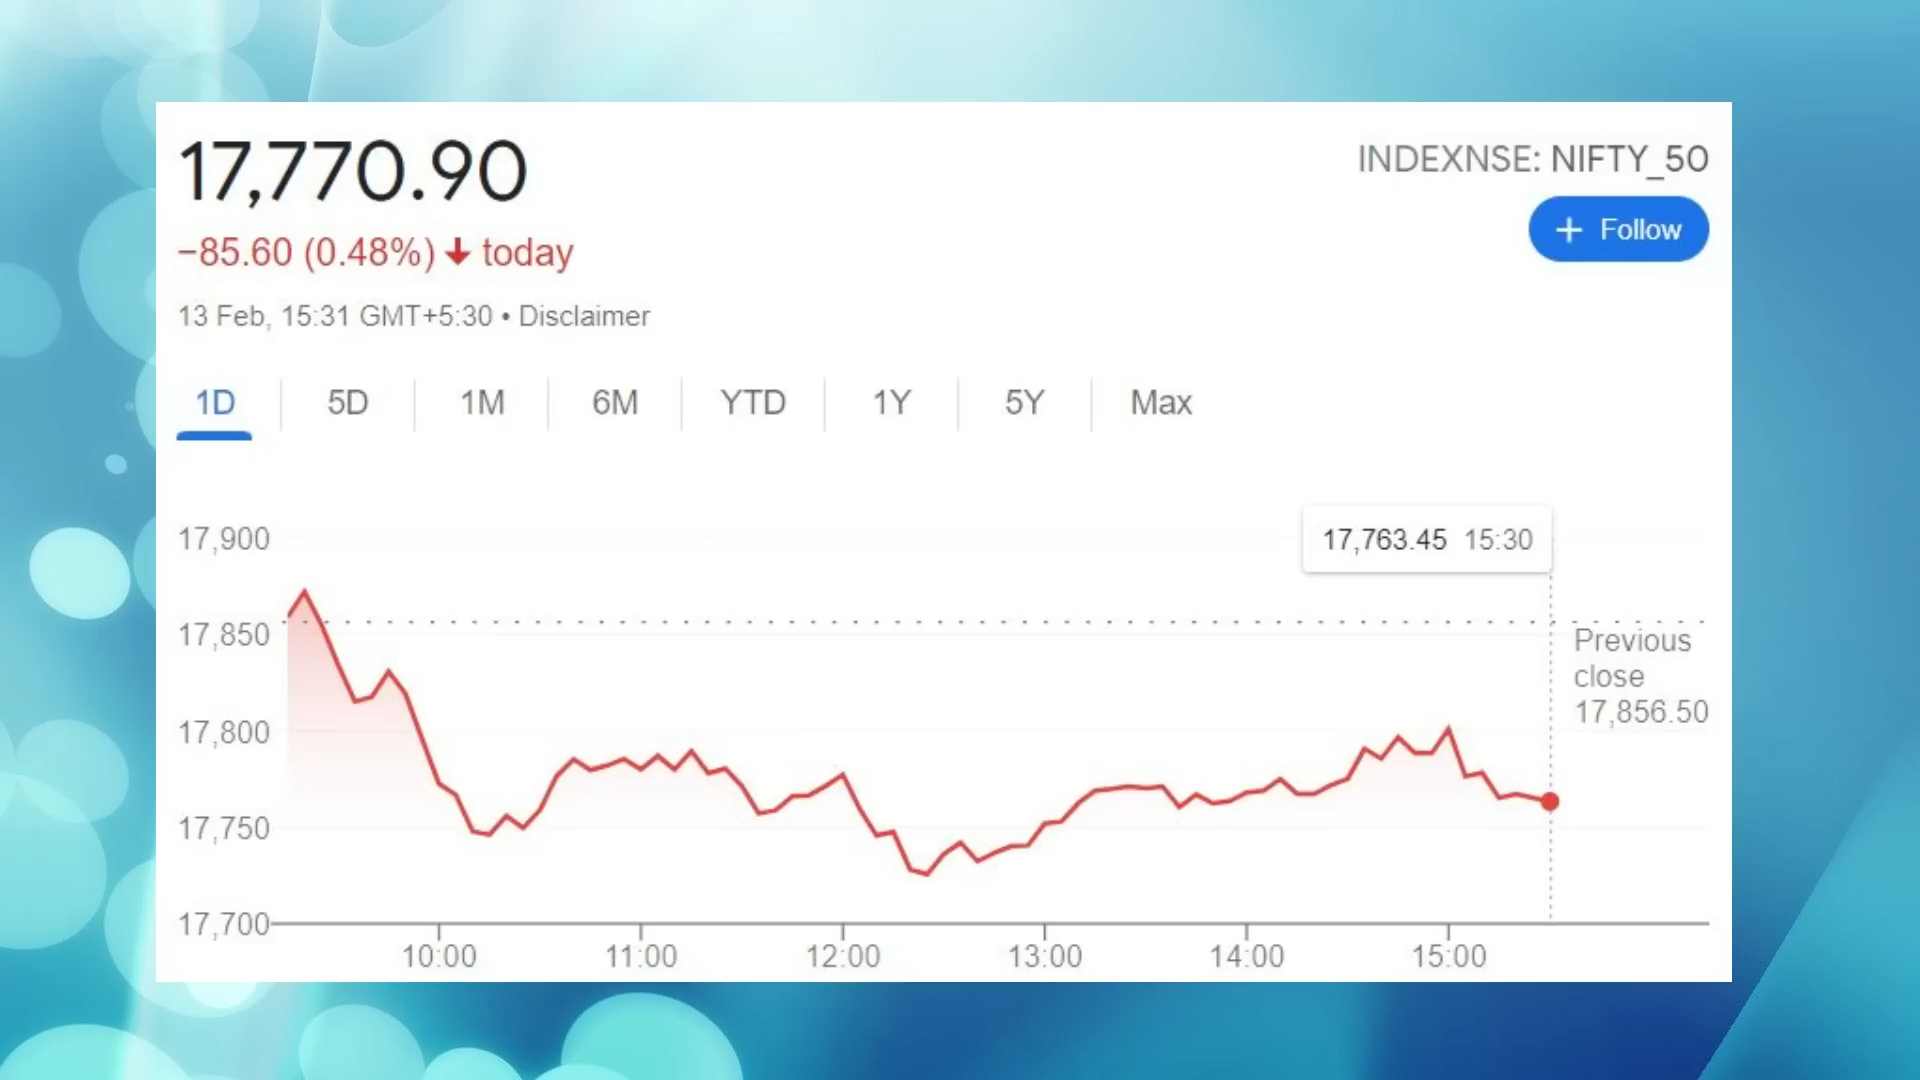 17,770.90
INDEXNSE: NIFTY_50
−85.60 (0.48%) ↓ today
+ Follow
13 Feb, 15:31 GMT+5:30 • Disclaimer
1D 5D 1M 6M YTD 1Y 5Y Max
17,900
17,763.45 15:30
17,850
Previous
close
17,856.50
17,800
17,750
17,700
10:00 11:00 12:00 13:00 14:00 15:00